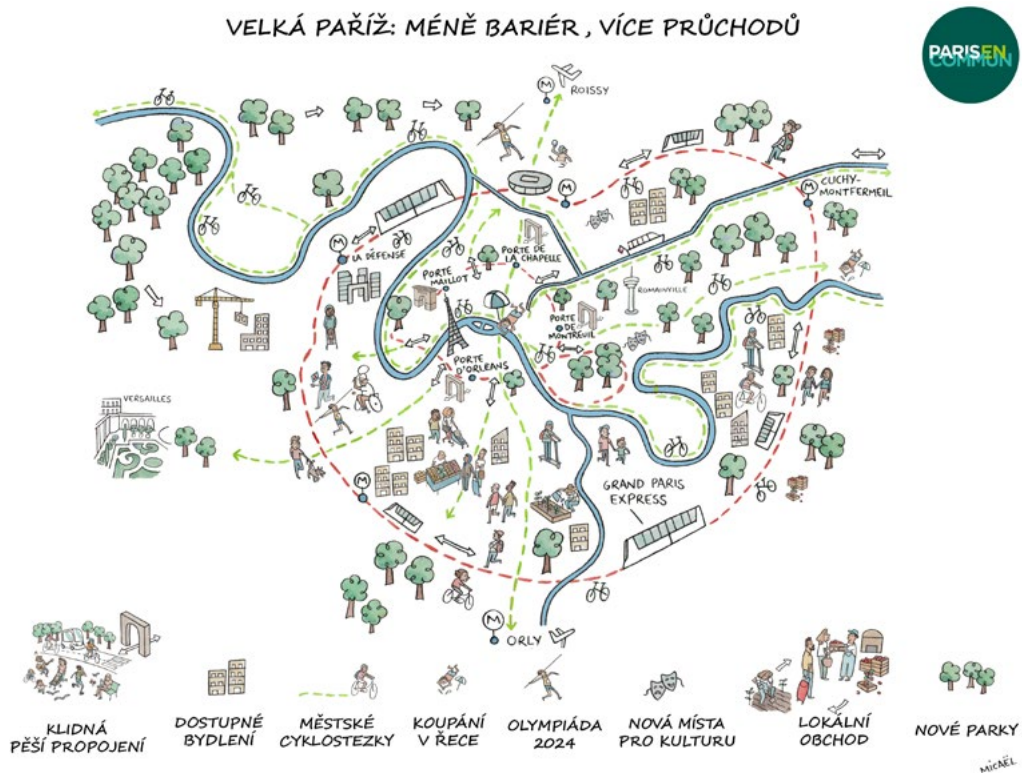 VELKÁ PAŘÍŽ: MÉNĚ BARIÉR, VÍCE PRŮCHODŮ
PARIS EN
COMMUN
M
ROISSY
M
M
CLICHY-
MONTFERMEIL
M
LA DÉFENSE
PORTE DE
LA CHAPELLE
PORTE
MAILLOT
ROMAINVILLE
PORTE
DE
MONTREUIL
PORTE
D'ORLÉANS
VERSAILLES
M
GRAND PARIS
EXPRESS
M
ORLY
KLIDNÁ
PĚŠÍ PROPOJENÍ
DOSTUPNÉ
BYDLENÍ
MĚSTSKÉ
CYKLOSTEZKY
KOUPÁNÍ
V ŘECE
OLYMPIÁDA
2024
NOVÁ MÍSTA
PRO KULTURU
LOKÁLNÍ
OBCHOD
NOVÉ PARKY
MICAËL